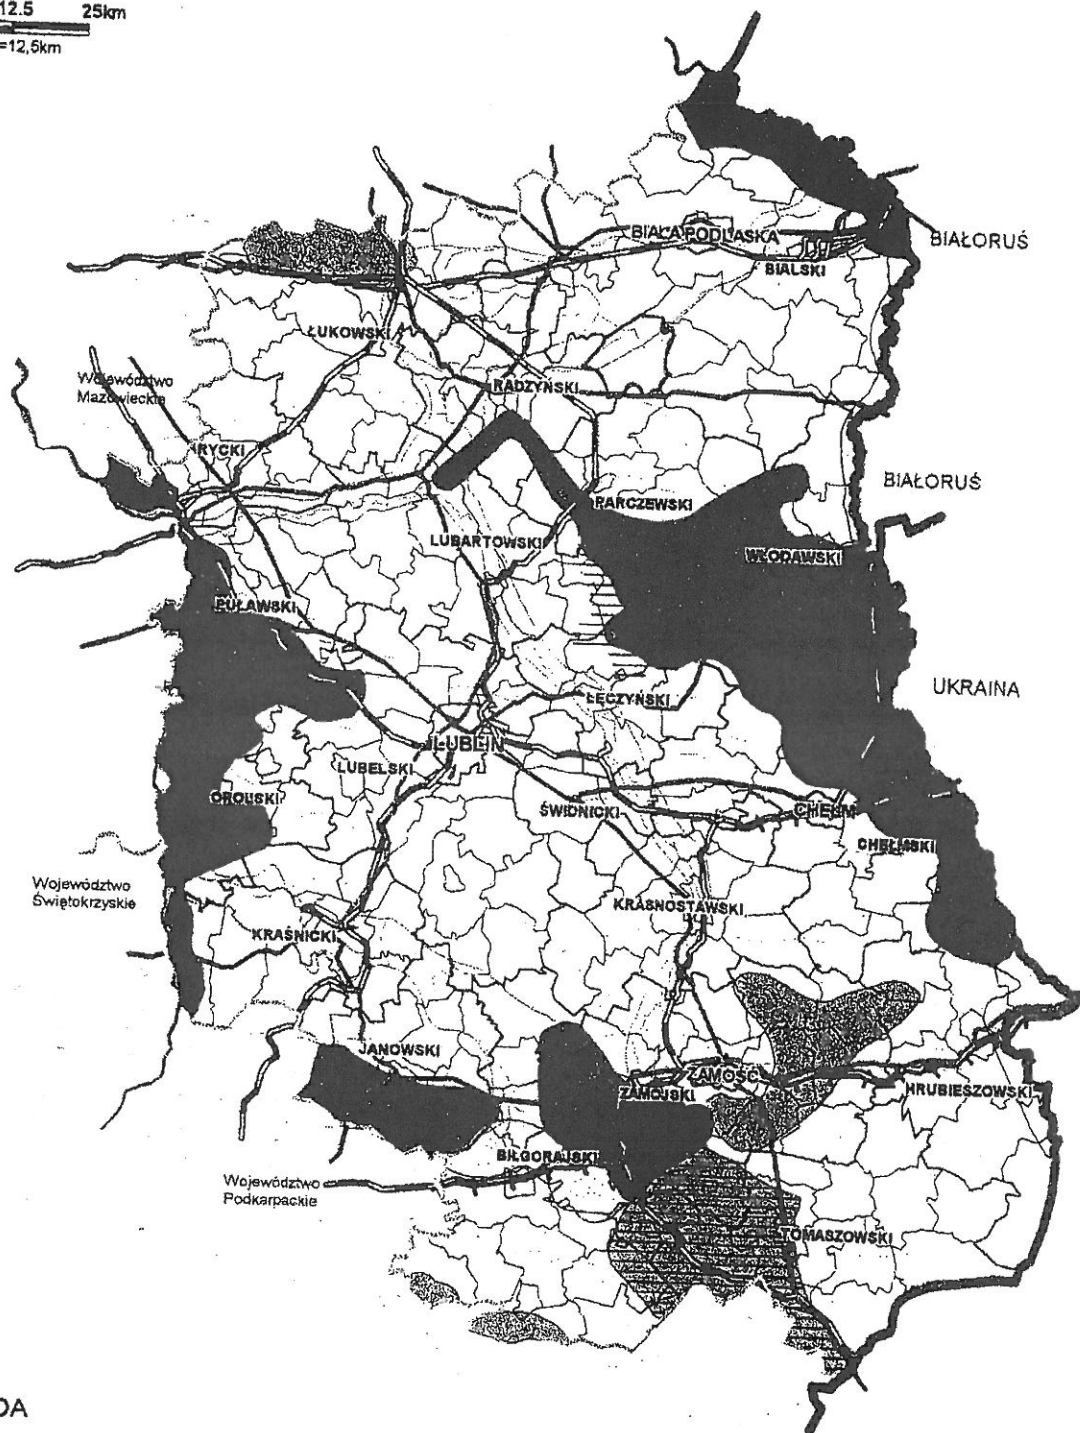 12.5 25km
=12,5km
BIAŁORUŚ
BIAŁA PODLASKA
BIALSKI
ŁUKOWSKI
Województwo
Mazowieckie
RADZYŃSKI
RYCKI
BIAŁORUŚ
PARCZEWSKI
LUBARTOWSKI
WŁODAWSKI
PUŁAWSKI
UKRAINA
ŁĘCZYŃSKI
LUBLIN
LUBELSKI
OPOLSKI
ŚWIDNICKI
CHEŁM
CHEŁMSKI
Województwo
Świętokrzyskie
KRASNOSTAWSKI
KRAŚNICKI
JANOWSKI
ZAMOŚĆ
ZAMOJSKI
HRUBIESZOWSKI
BIŁGORAJSKI
Województwo
Podkarpackie
TOMASZOWSKI
DA